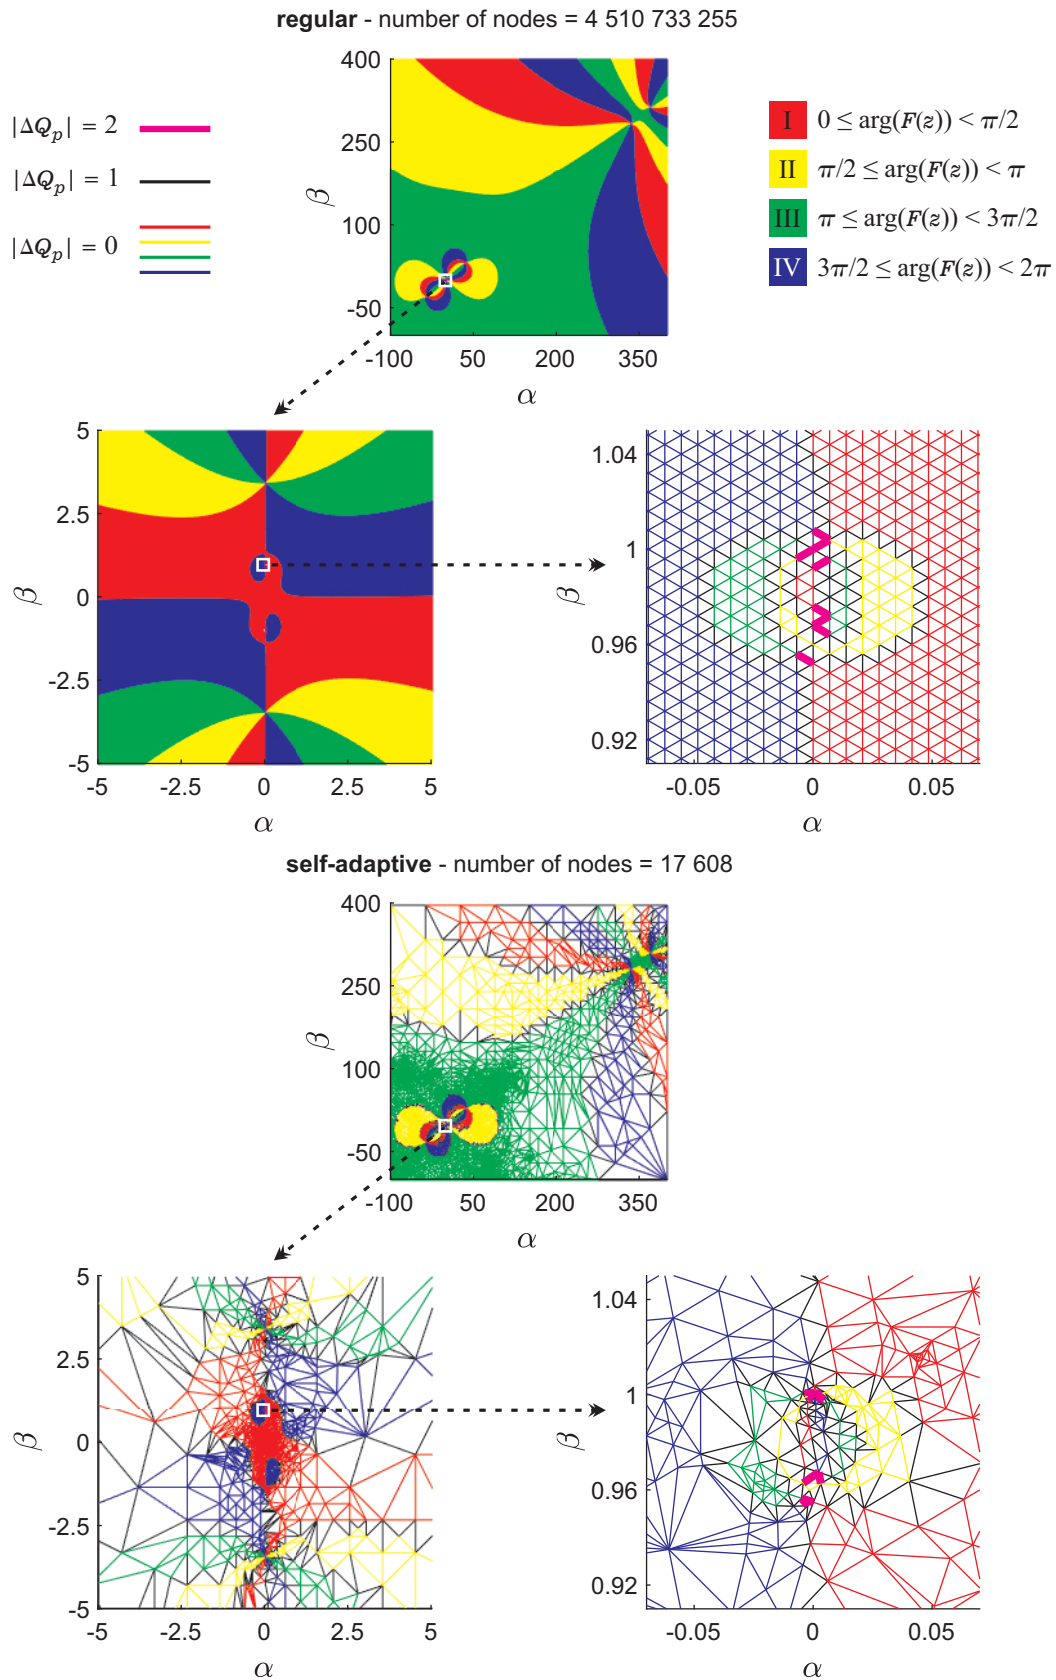 regular - number of nodes = 4 510 733 255
|ΔQ_p| = 2
|ΔQ_p| = 1
|ΔQ_p| = 0
I 0 ≤ arg(F(z)) < π/2
II π/2 ≤ arg(F(z)) < π
III π ≤ arg(F(z)) < 3π/2
IV 3π/2 ≤ arg(F(z)) < 2π
400
250
100
-50
β
-100 50 200 350
α
5
2.5
0
-2.5
-5
β
-5 -2.5 0 2.5 5
α
1.04
1
0.96
0.92
β
-0.05 0 0.05
α
self-adaptive - number of nodes = 17 608
400
250
100
-50
β
-100 50 200 350
α
5
2.5
0
-2.5
-5
β
-5 -2.5 0 2.5 5
α
1.04
1
0.96
0.92
β
-0.05 0 0.05
α